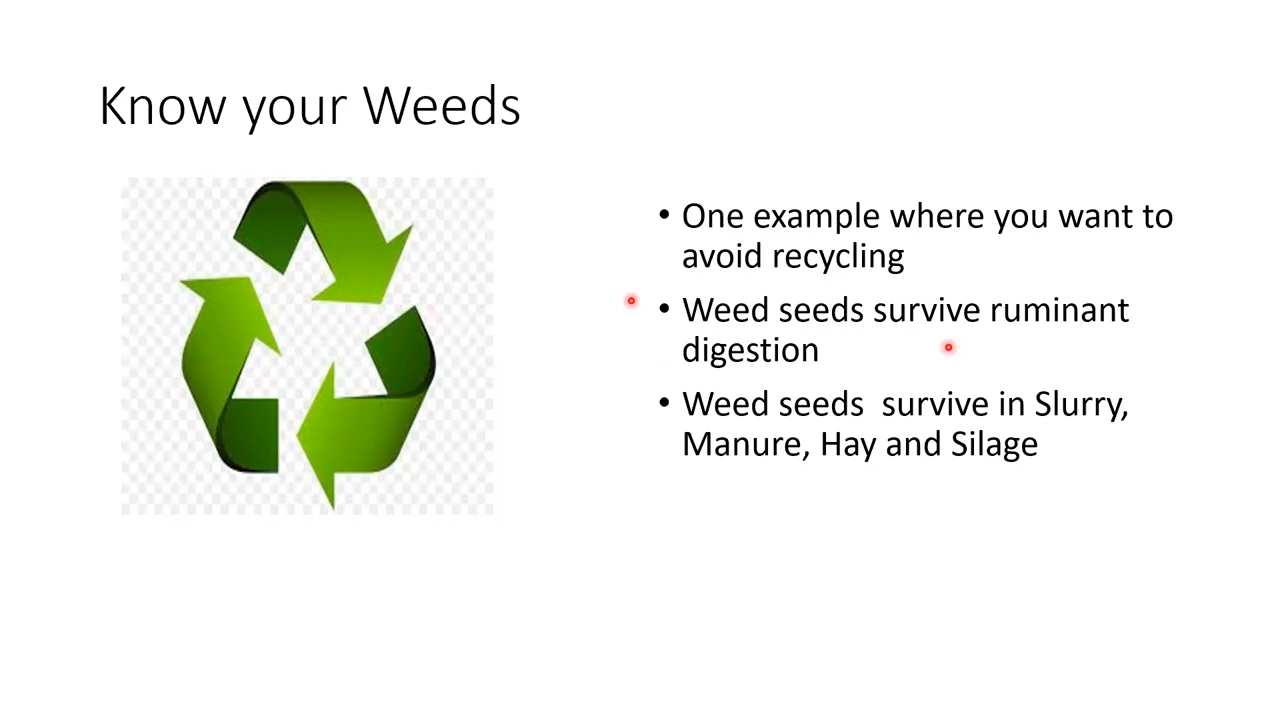 Know your Weeds
• One example where you want to
avoid recycling
• Weed seeds survive ruminant
digestion
• Weed seeds  survive in Slurry,
Manure, Hay and Silage